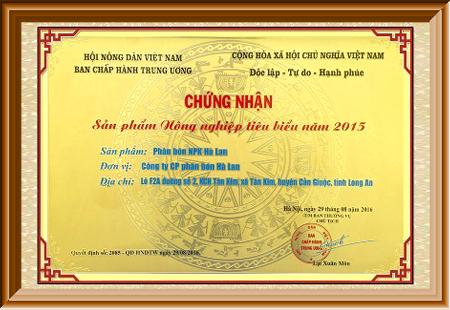 HỘI NÔNG DÂN VIỆT NAM
BAN CHẤP HÀNH TRUNG ƯƠNG
CỘNG HÒA XÃ HỘI CHỦ NGHĨA VIỆT NAM
Độc lập - Tự do - Hạnh phúc
CHỨNG NHẬN
Sản phẩm Nông nghiệp tiêu biểu năm 2015
Sản phẩm: Phân bón NPK Hà Lan
Đơn vị: Công ty CP phân bón Hà Lan
Địa chỉ: Lô F2A đường số 2, KCN Tân Kim, xã Tân Kim, huyện Cần Giuộc, tỉnh Long An
Hà Nội, ngày 29 tháng 08 năm 2016
T/M BAN THƯỜNG VỤ
CHỦ TỊCH
BAN
CHẤP HÀNH
TRUNG ƯƠNG
Lại Xuân Môn
Quyết định số: 2085 - QĐ/HNDTW ngày 29/08/2016